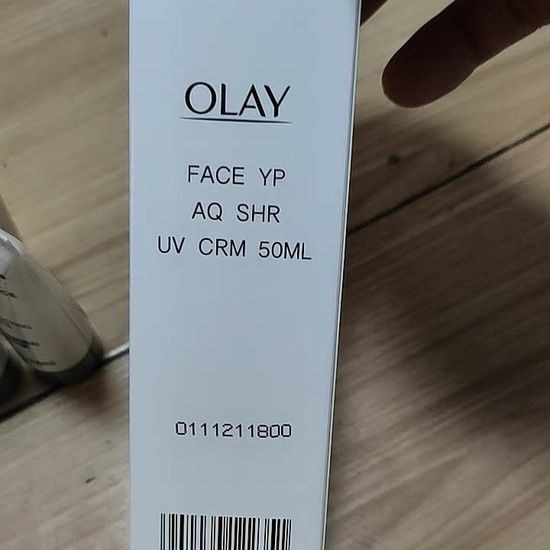 OLAY
FACE YP
AQ SHR
UV CRM 50ML
0111211800